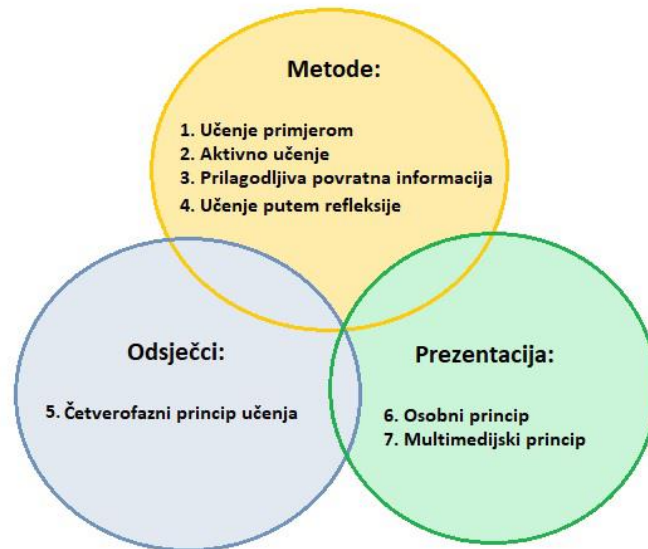 Metode:
1. Učenje primjerom
2. Aktivno učenje
3. Prilagodljiva povratna informacija
4. Učenje putem refleksije
Odsječci:
5. Četverofazni princip učenja
Prezentacija:
6. Osobni princip
7. Multimedijski princip